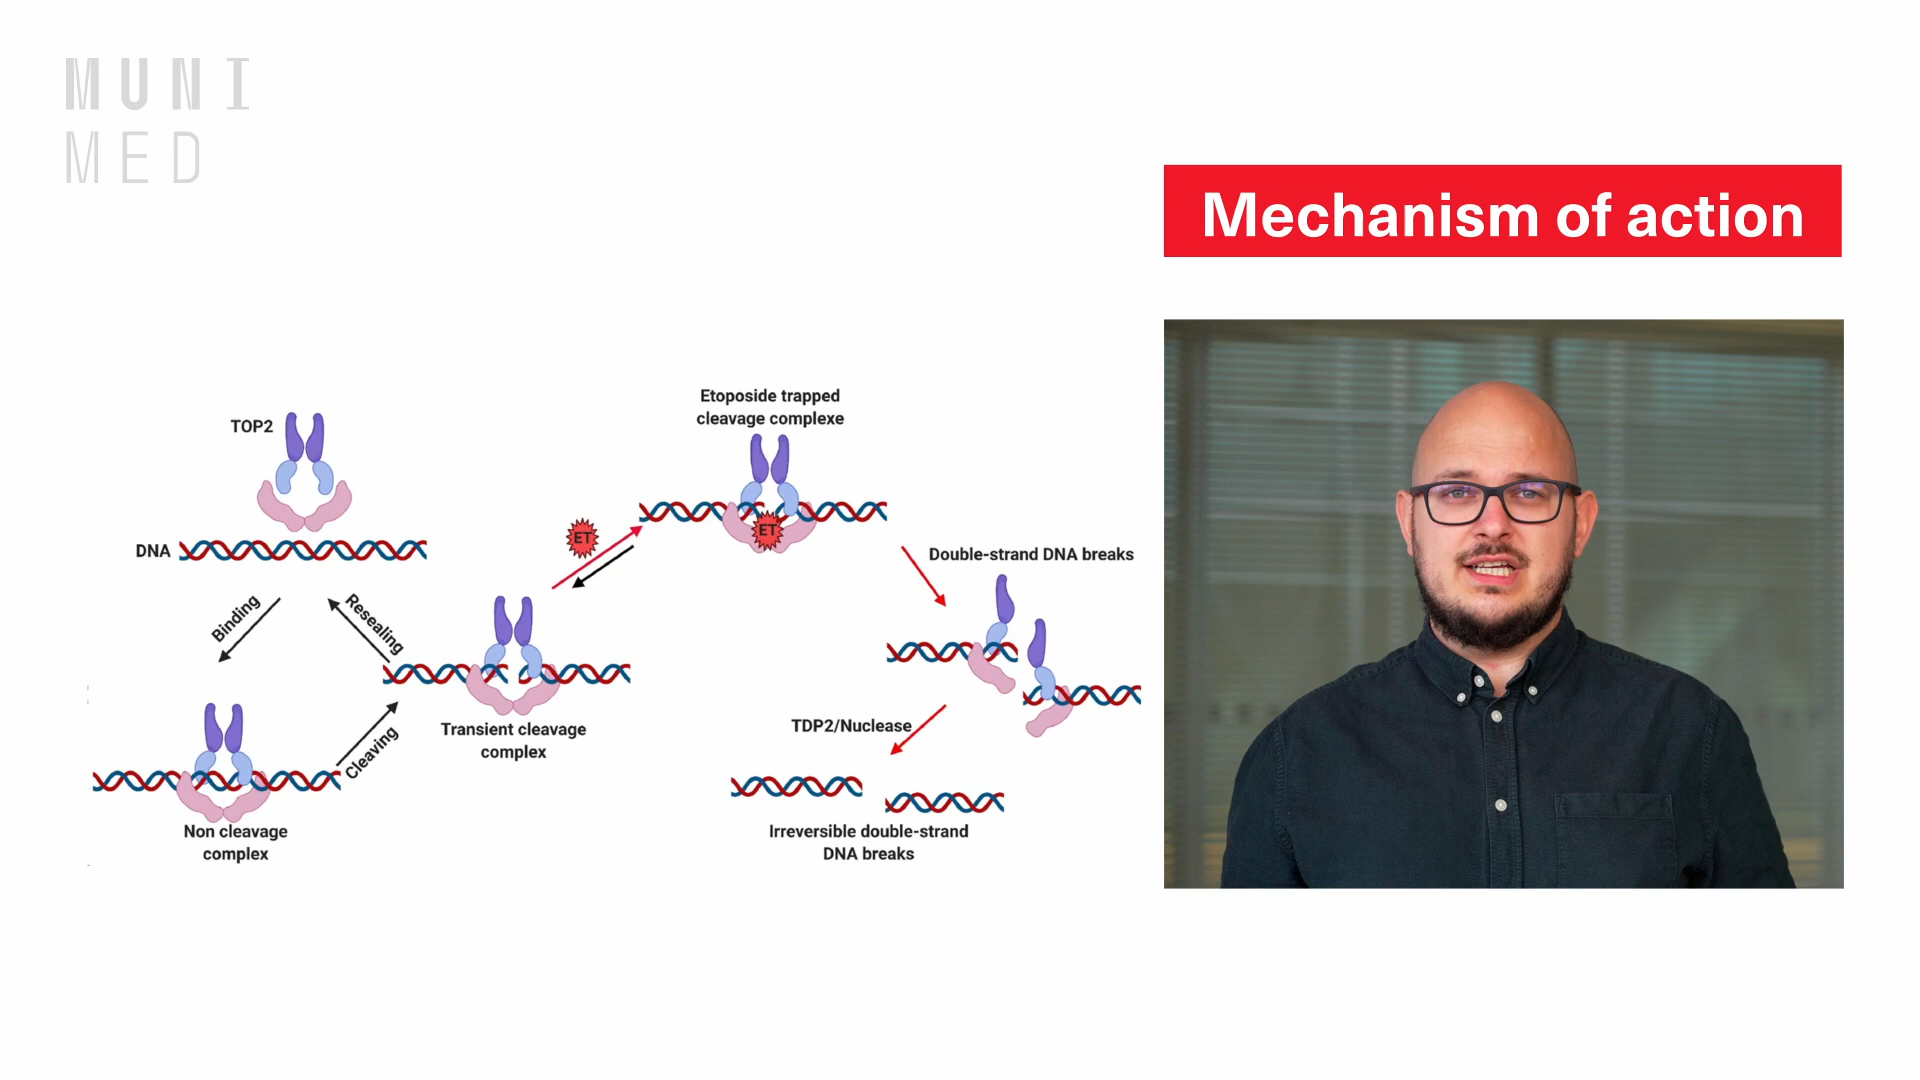 MUNI
MED
Mechanism of action
Etoposide trapped
cleavage complexe
TOP2
ET
ET
DNA
Double-strand DNA breaks
Binding
Resealing
Transient cleavage
complex
TDP2/Nuclease
Cleaving
Non cleavage
complex
Irreversible double-strand
DNA breaks